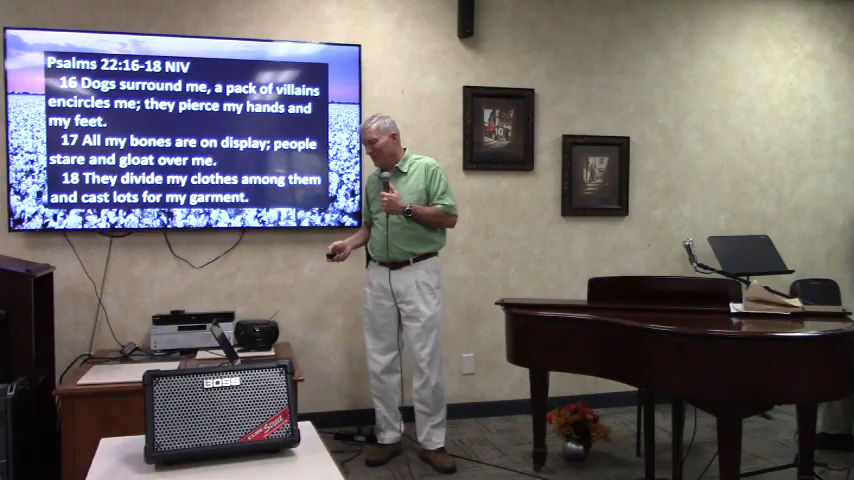 Psalms 22:16-18 NIV
16 Dogs surround me, a pack of villains
encircles me; they pierce my hands and
my feet.
17 All my bones are on display; people
stare and gloat over me.
18 They divide my clothes among them
and cast lots for my garment.
BOSS
CUBE Street